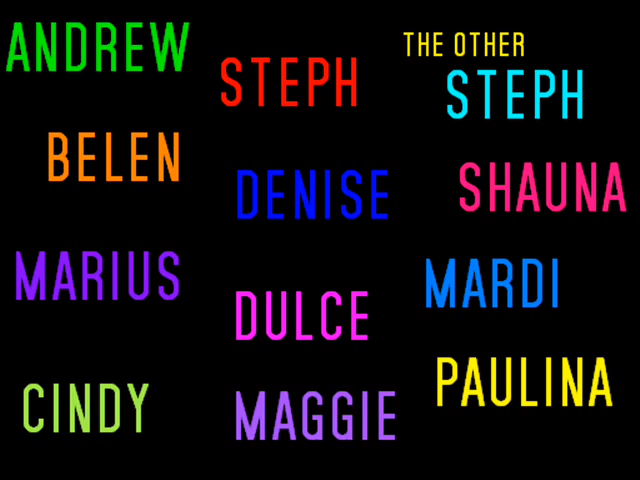 ANDREW
STEPH
THE OTHER
STEPH
BELEN
DENISE
SHAUNA
MARIUS
DULCE
MARDI
CINDY
MAGGIE
PAULINA